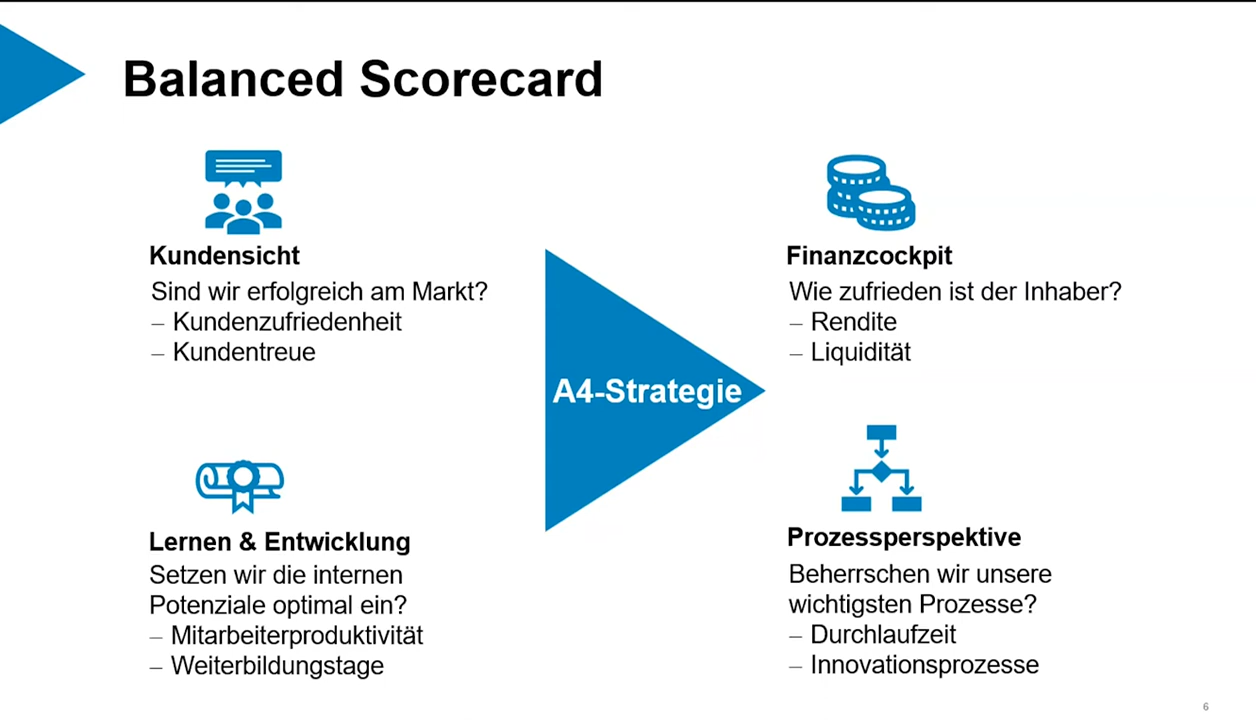 Balanced Scorecard
Kundensicht
Sind wir erfolgreich am Markt?
– Kundenzufriedenheit
– Kundentreue
Finanzcockpit
Wie zufrieden ist der Inhaber?
– Rendite
– Liquidität
A4-Strategie
Lernen & Entwicklung
Setzen wir die internen
Potenziale optimal ein?
– Mitarbeiterproduktivität
– Weiterbildungstage
Prozessperspektive
Beherrschen wir unsere
wichtigsten Prozesse?
– Durchlaufzeit
– Innovationsprozesse
6